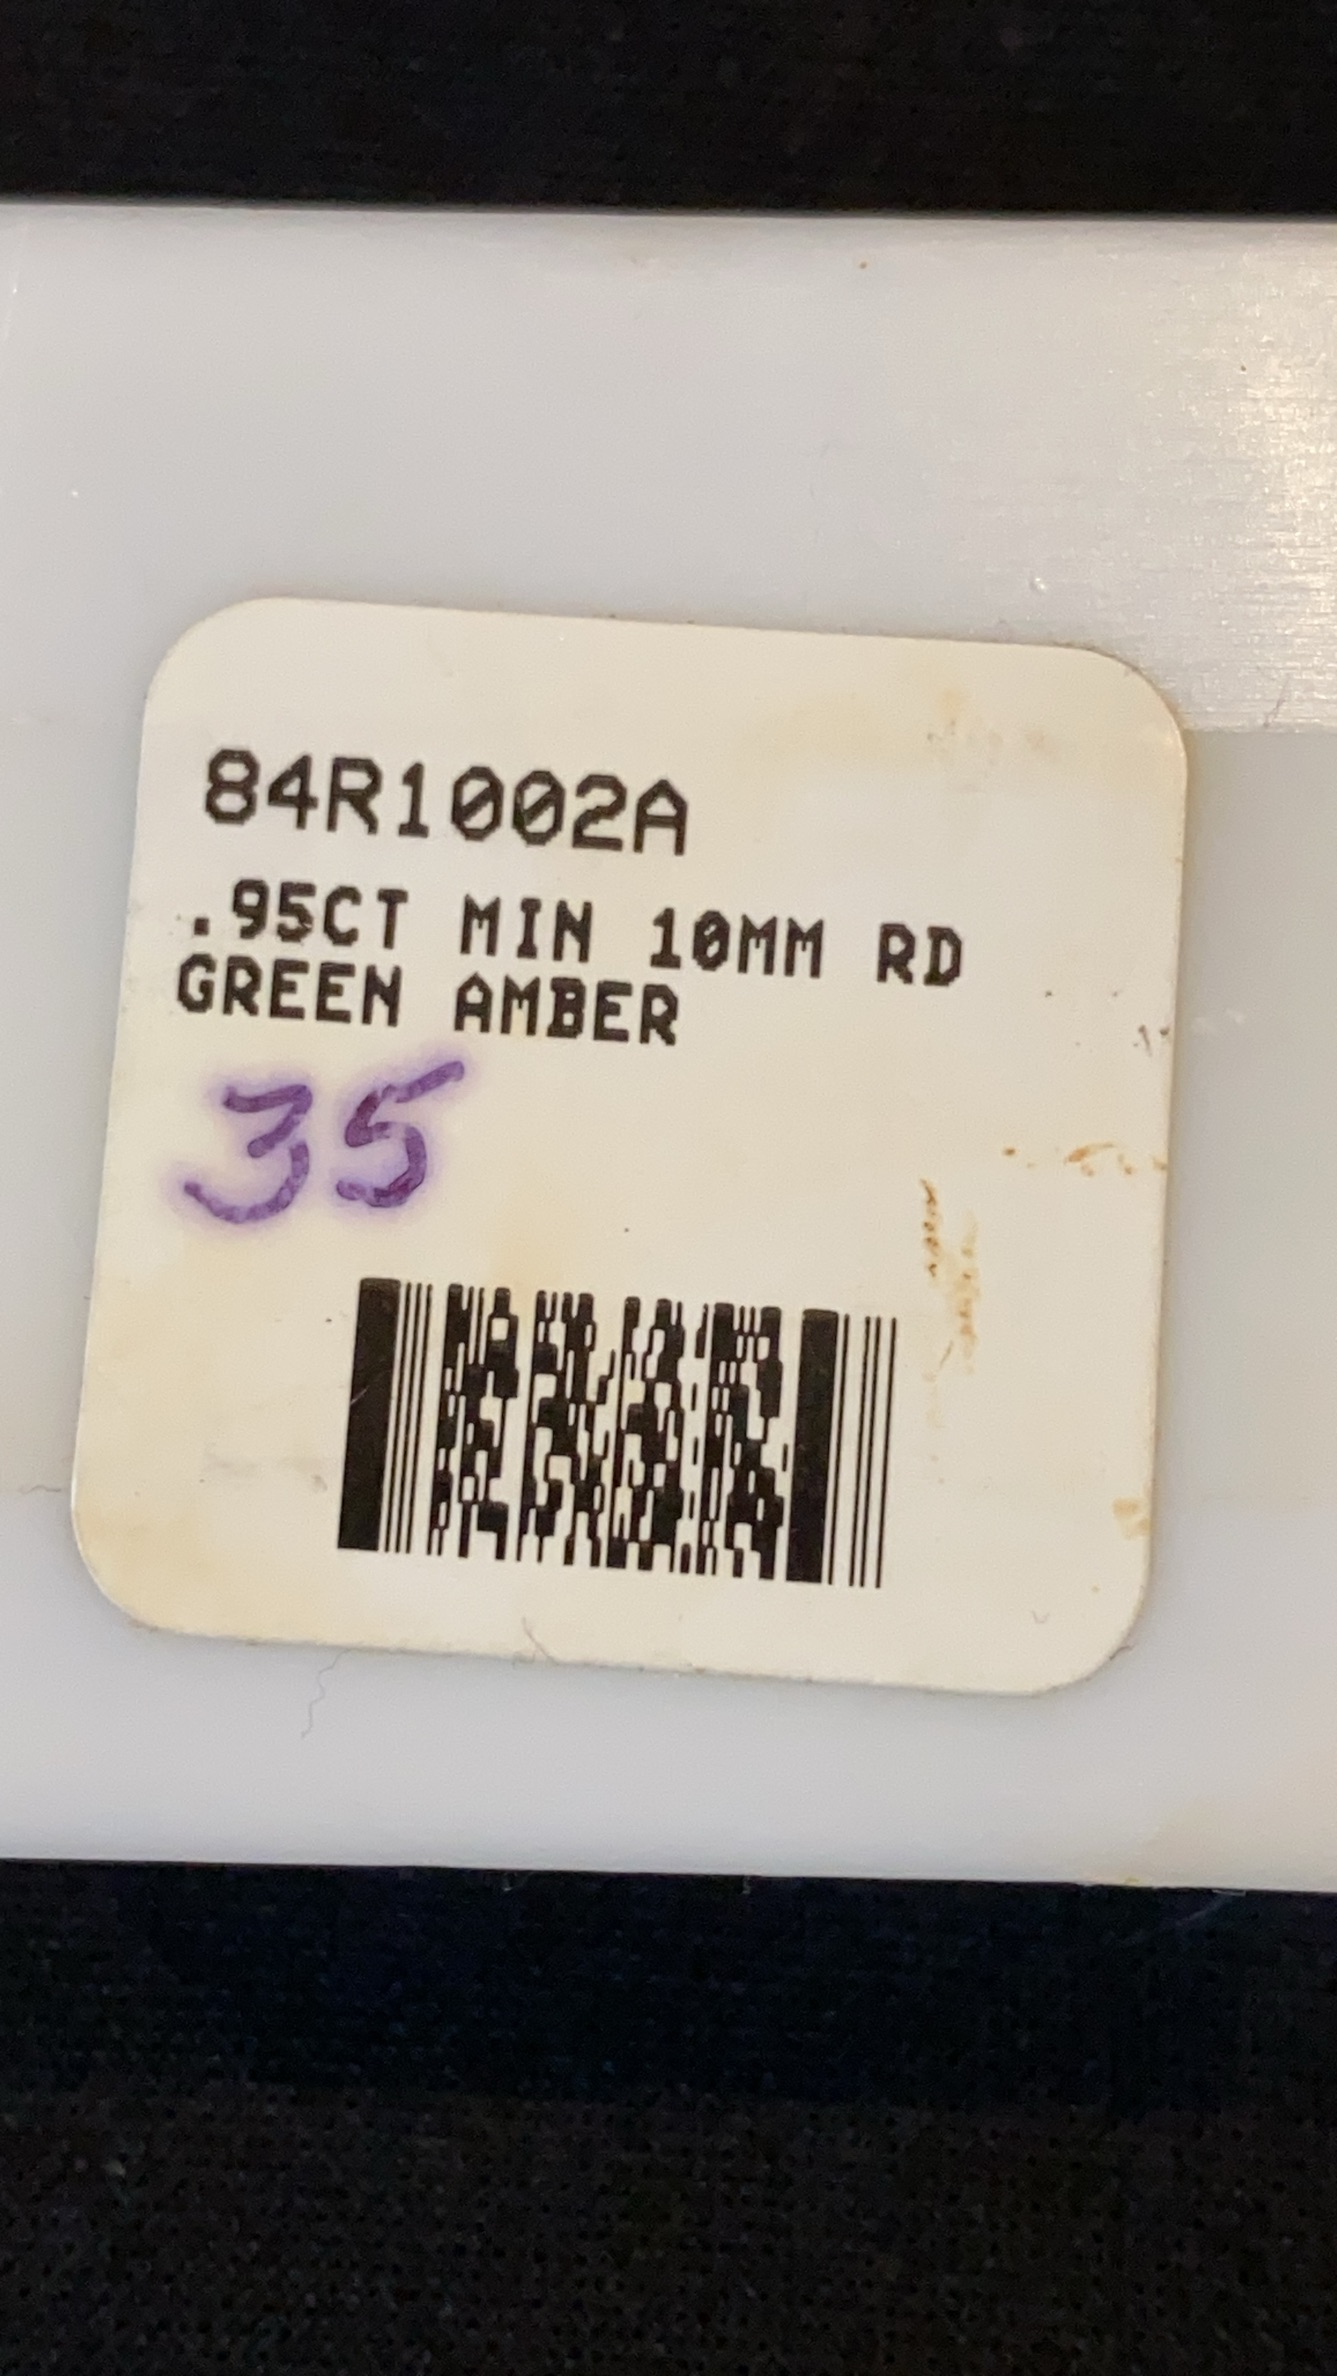 84R1002A
.95CT MIN 10MM RD
GREEN AMBER
35